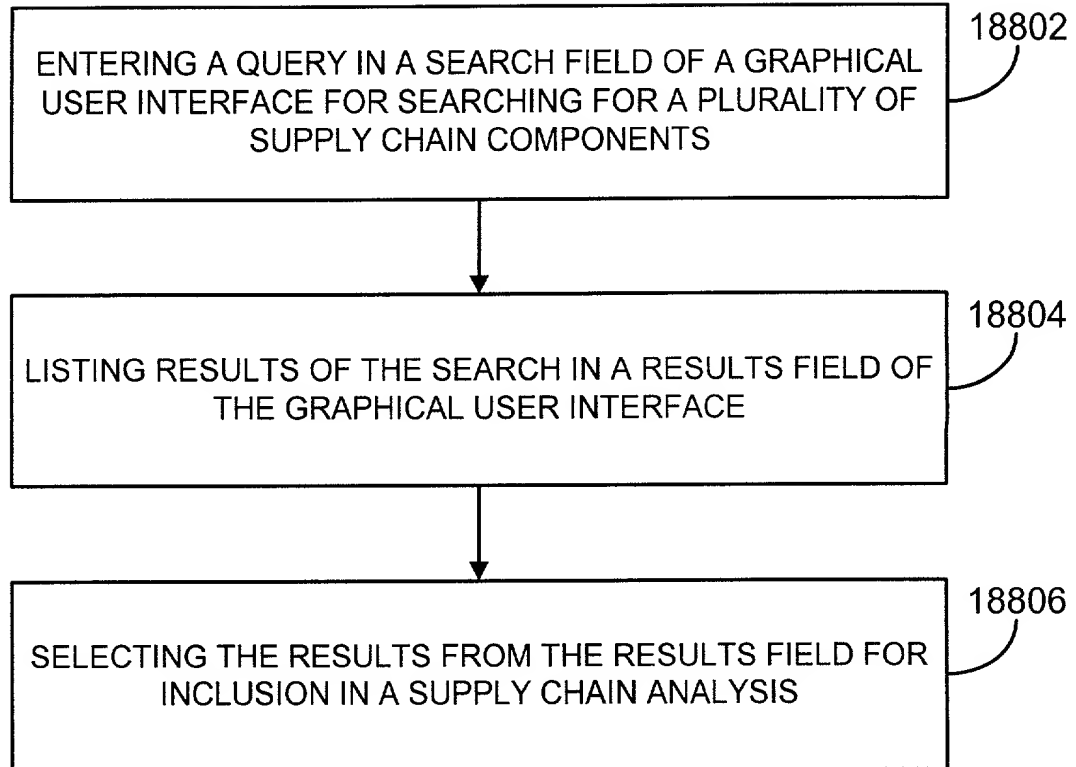 18802
ENTERING A QUERY IN A SEARCH FIELD OF A GRAPHICAL
USER INTERFACE FOR SEARCHING FOR A PLURALITY OF
SUPPLY CHAIN COMPONENTS
18804
LISTING RESULTS OF THE SEARCH IN A RESULTS FIELD OF
THE GRAPHICAL USER INTERFACE
18806
SELECTING THE RESULTS FROM THE RESULTS FIELD FOR
INCLUSION IN A SUPPLY CHAIN ANALYSIS